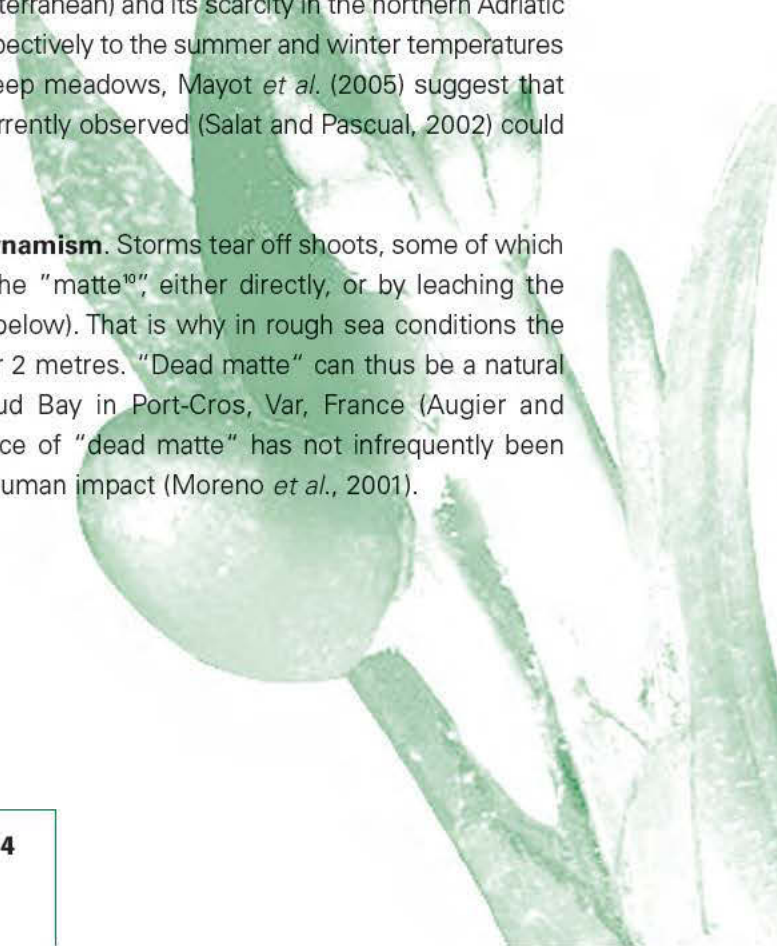 terranean) and its scarcity in the northern Adriatic
pectively to the summer and winter temperatures
eep meadows, Mayot et al. (2005) suggest that
rrently observed (Salat and Pascual, 2002) could
namism. Storms tear off shoots, some of which
he "matte¹⁰", either directly, or by leaching the
below). That is why in rough sea conditions the
r 2 metres. "Dead matte" can thus be a natural
ud Bay in Port-Cros, Var, France (Augier and
ce of "dead matte" has not infrequently been
uman impact (Moreno et al., 2001).
4